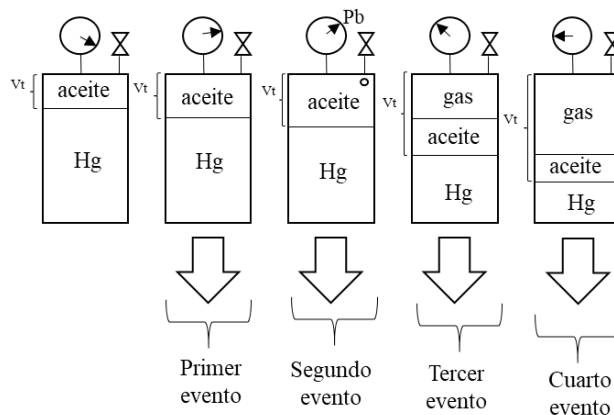 Pb
Vt
aceite
Hg
Vt
aceite
Hg
Vt
aceite
Hg
Vt
gas
aceite
Hg
Vt
gas
aceite
Hg
Primer
evento
Segundo
evento
Tercer
evento
Cuarto
evento